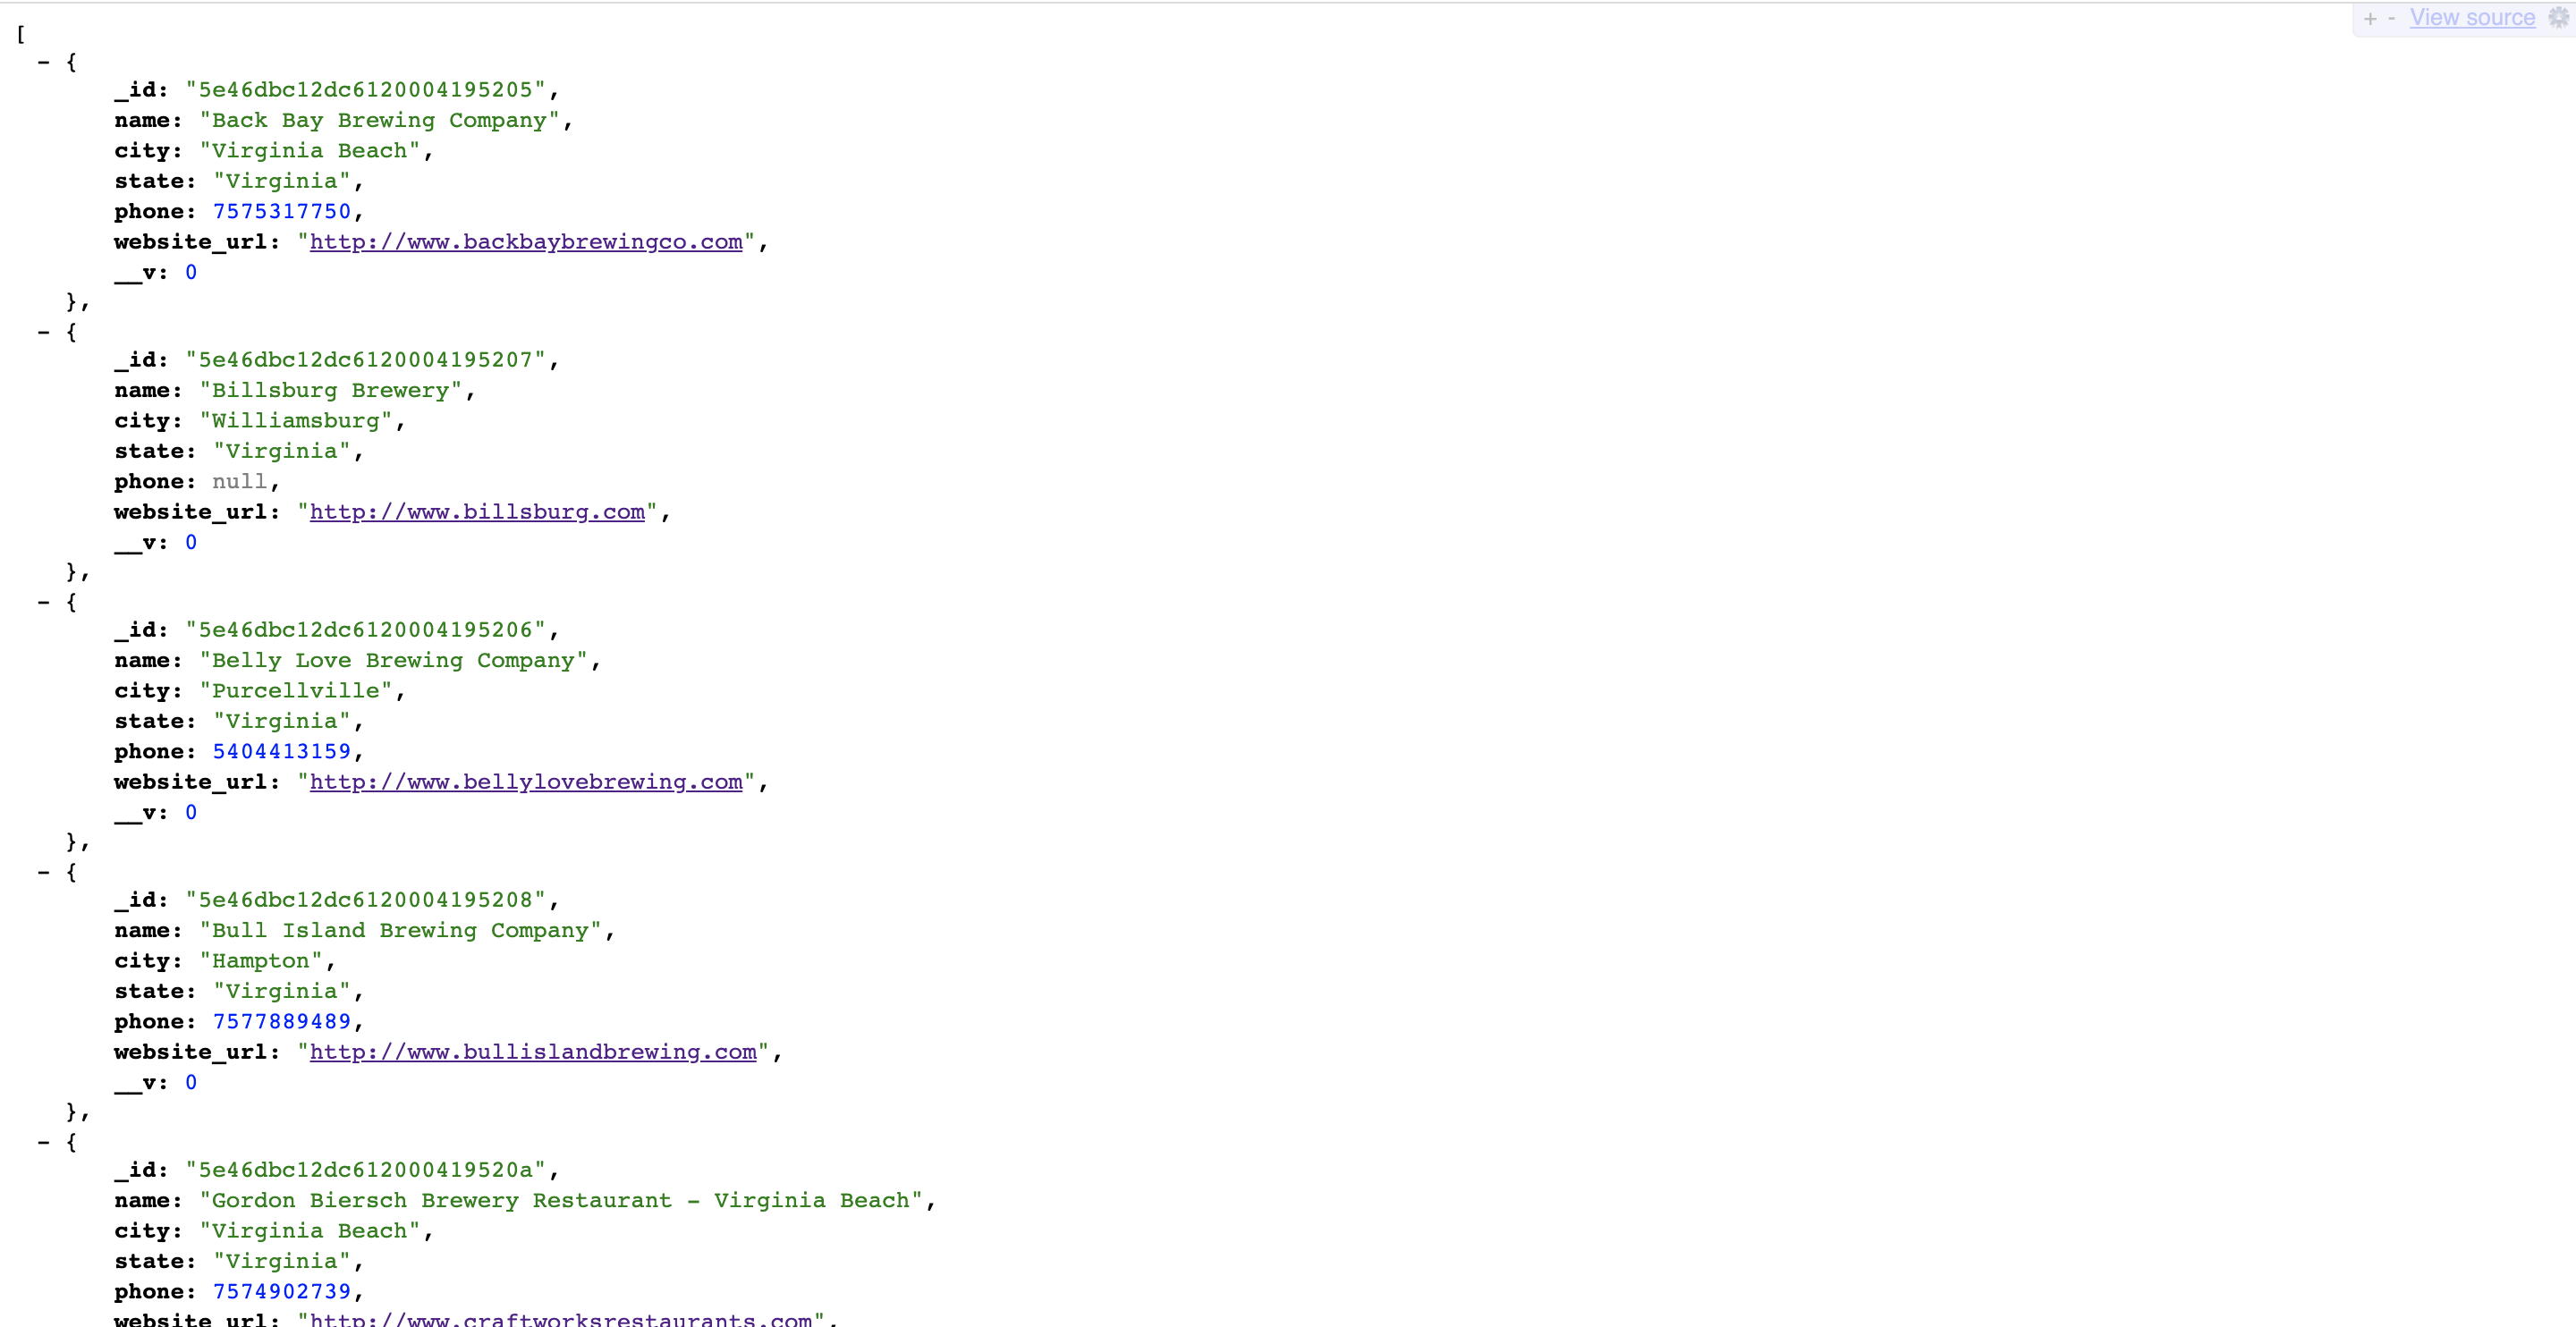 + - View source
[
- {
_id: "5e46dbc12dc6120004195205",
name: "Back Bay Brewing Company",
city: "Virginia Beach",
state: "Virginia",
phone: 7575317750,
website_url: "http://www.backbaybrewingco.com",
__v: 0
},
- {
_id: "5e46dbc12dc6120004195207",
name: "Billsburg Brewery",
city: "Williamsburg",
state: "Virginia",
phone: null,
website_url: "http://www.billsburg.com",
__v: 0
},
- {
_id: "5e46dbc12dc6120004195206",
name: "Belly Love Brewing Company",
city: "Purcellville",
state: "Virginia",
phone: 5404413159,
website_url: "http://www.bellylovebrewing.com",
__v: 0
},
- {
_id: "5e46dbc12dc6120004195208",
name: "Bull Island Brewing Company",
city: "Hampton",
state: "Virginia",
phone: 7577889489,
website_url: "http://www.bullislandbrewing.com",
__v: 0
},
- {
_id: "5e46dbc12dc612000419520a",
name: "Gordon Biersch Brewery Restaurant - Virginia Beach",
city: "Virginia Beach",
state: "Virginia",
phone: 7574902739,
website_url: "http://www.craftworksrestaurants.com",